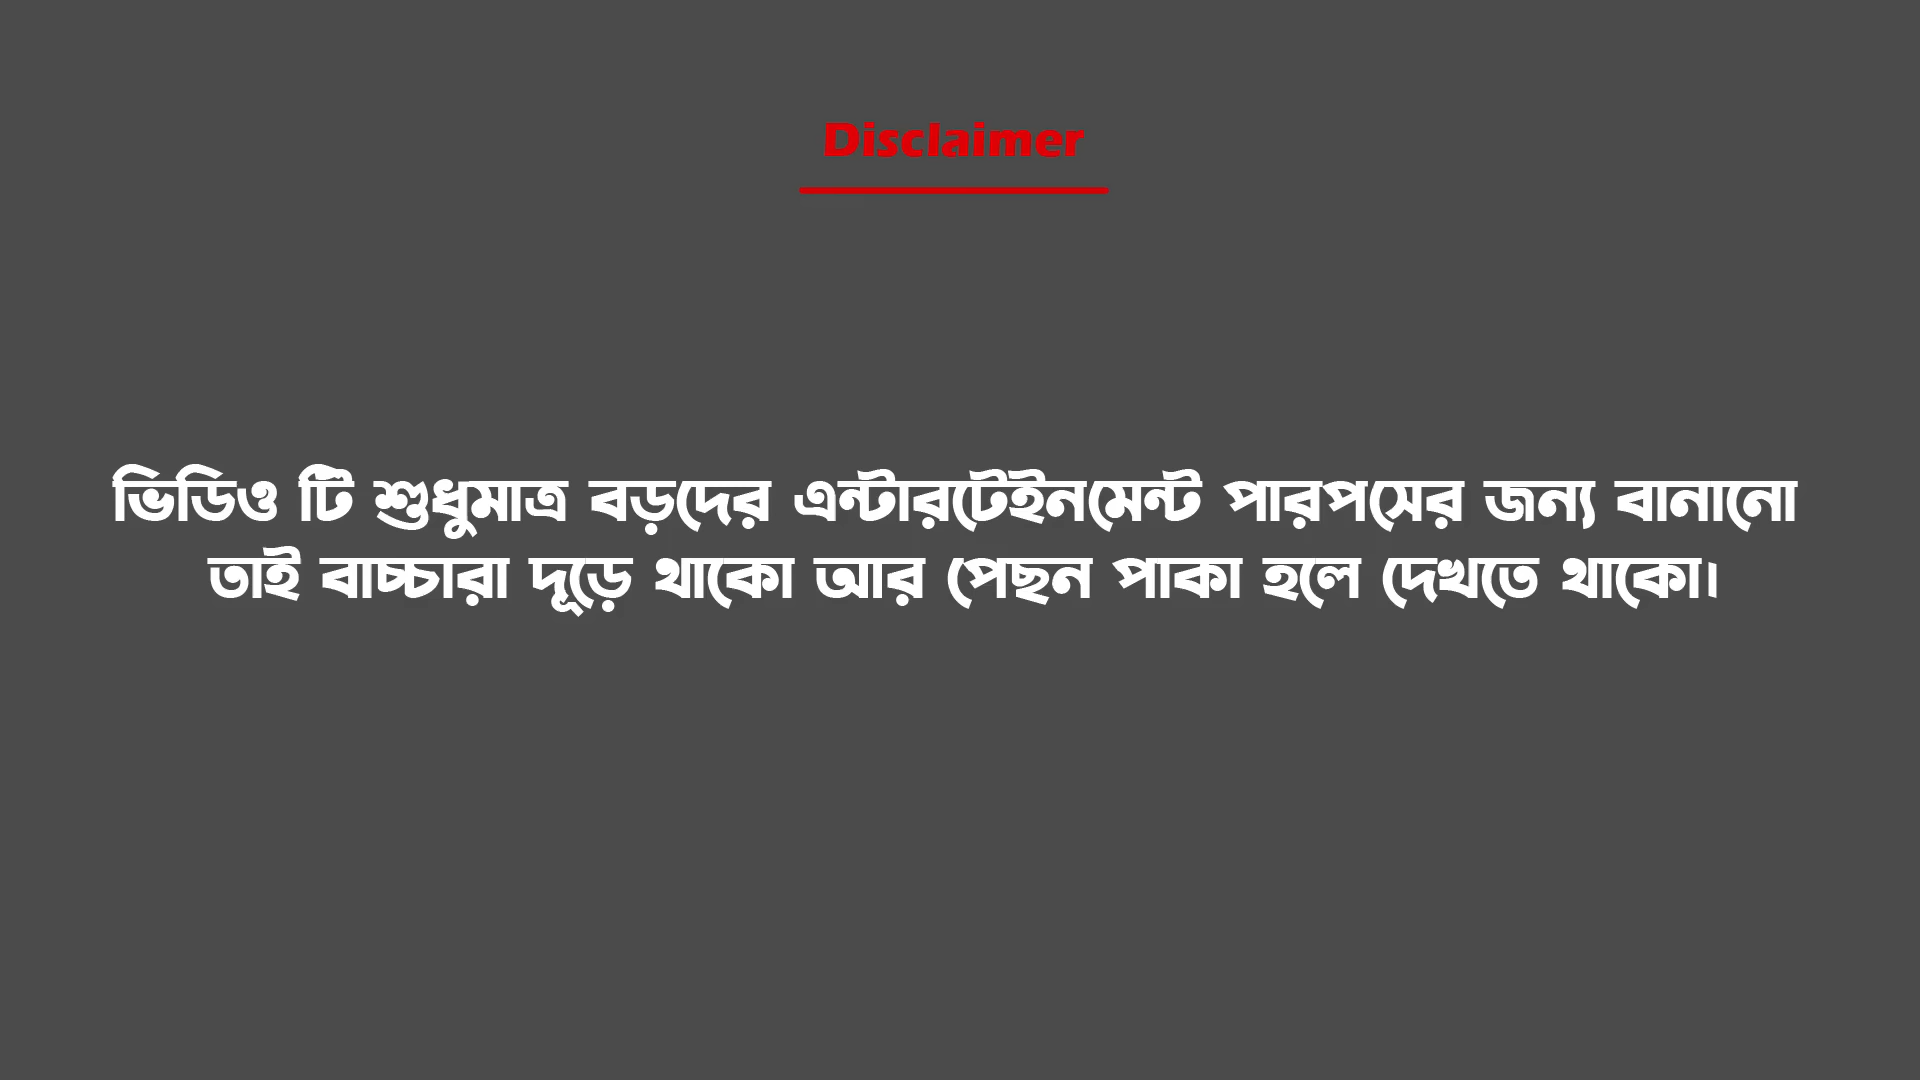 Disclaimer
ভিডিও টি শুধুমাত্র বড়দের এন্টারটেইনমেন্ট পারপসের জন্য বানানো
তাই বাচ্চারা দূড়ে থাকো আর পেছন পাকা হলে দেখতে থাকো।